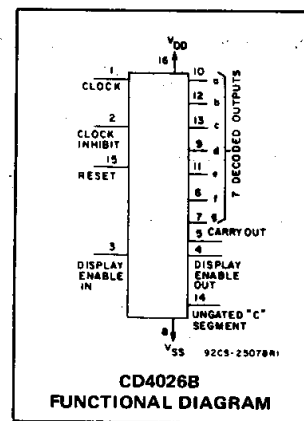 VDD
16
1
CLOCK
2
CLOCK
INHIBIT
15
RESET
3
DISPLAY
ENABLE
IN
10 a
12 b
13 c
9 d
11 e
6 f
7 g
7 DECODED OUTPUTS
5
CARRY OUT
4
DISPLAY
ENABLE
OUT
14
UNGATED "C"
SEGMENT
8
VSS
92CS-25078R1
CD4026B
FUNCTIONAL DIAGRAM